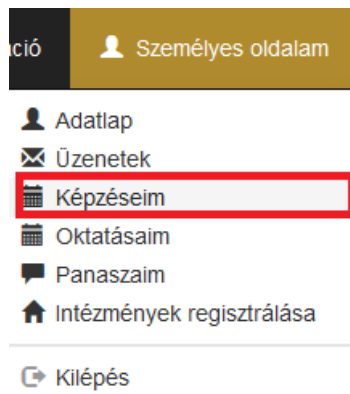 ció
Személyes oldalam
Adatlap
Üzenetek
Képzéseim
Oktatásaim
Panaszaim
Intézmények regisztrálása
Kilépés